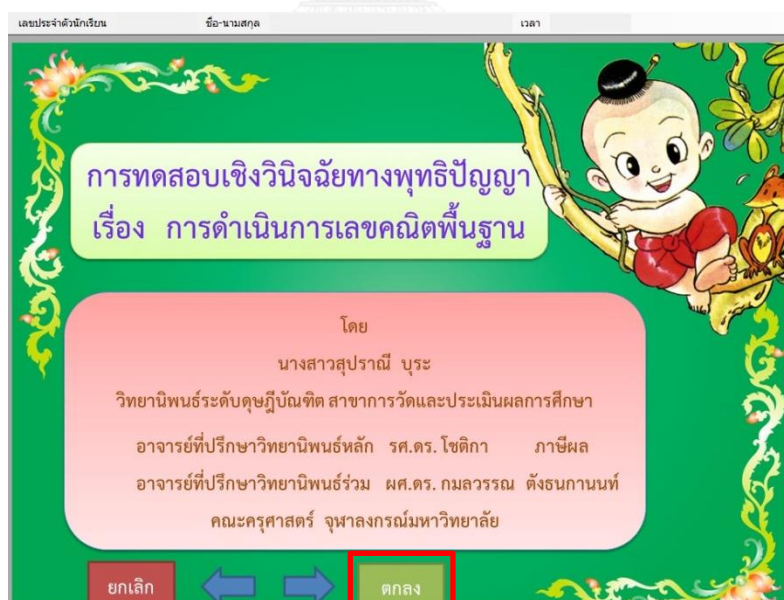 เลขประจำตัวนักเรียน ชื่อ-นามสกุล เวลา
การทดสอบเชิงวินิจฉัยทางพุทธิปัญญา
เรื่อง การดำเนินการเลขคณิตพื้นฐาน
โดย
นางสาวสุปราณี บุระ
วิทยานิพนธ์ระดับดุษฎีบัณฑิต สาขาการวัดและประเมินผลการศึกษา
อาจารย์ที่ปรึกษาวิทยานิพนธ์หลัก รศ.ดร. โชติกา ภาษีผล
อาจารย์ที่ปรึกษาวิทยานิพนธ์ร่วม ผศ.ดร. กมลวรรณ ตังธนกานนท์
คณะครุศาสตร์ จุฬาลงกรณ์มหาวิทยาลัย
ยกเลิก ตกลง